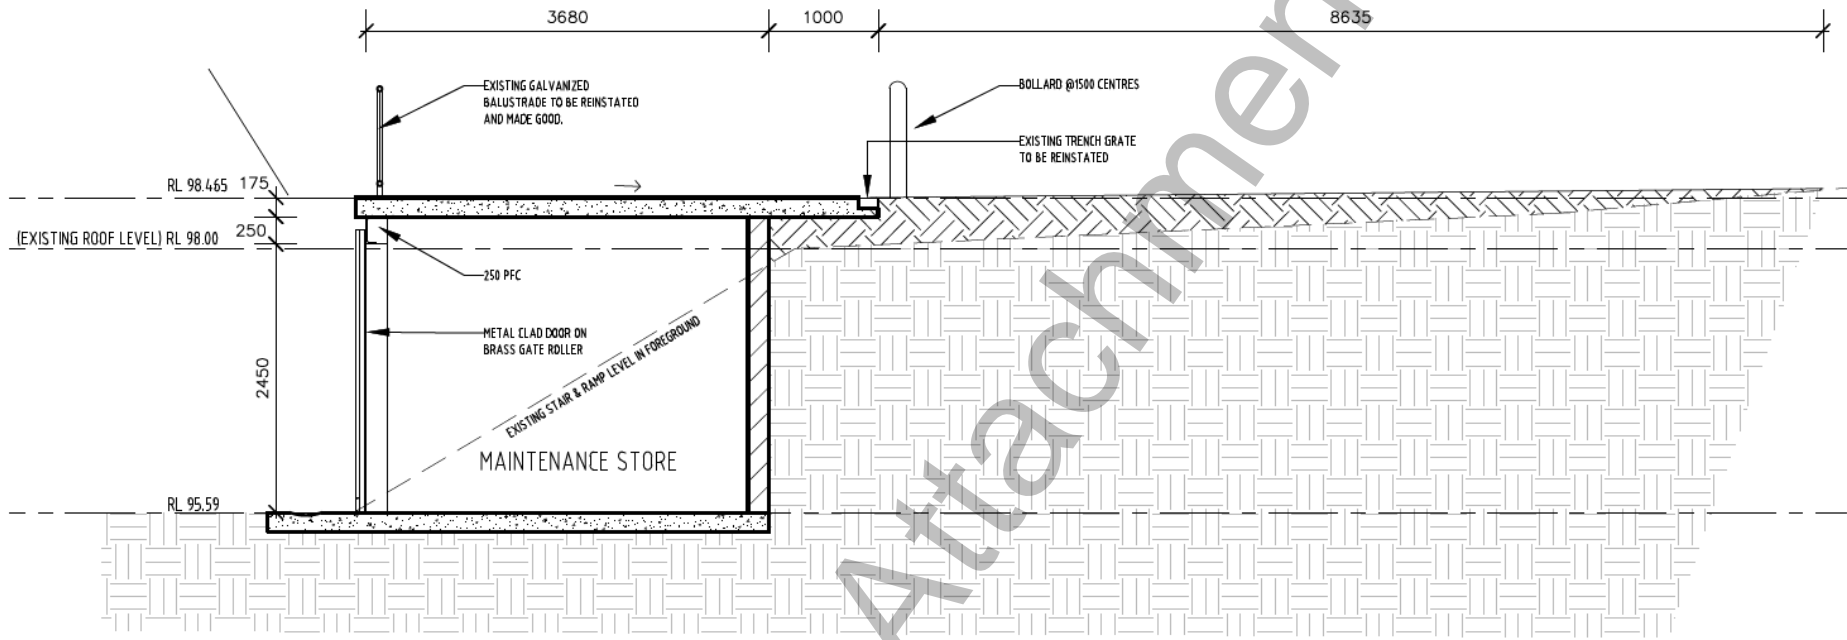 3680
1000
8635
EXISTING GALVANIZED
BALUSTRADE TO BE REINSTATED
AND MADE GOOD.
BOLLARD @1500 CENTRES
EXISTING TRENCH GRATE
TO BE REINSTATED
RL 98.465
175
(EXISTING ROOF LEVEL) RL 98.00
250
250 PFC
METAL CLAD DOOR ON
BRASS GATE ROLLER
2450
EXISTING STAIR & RAMP LEVEL IN FOREGROUND
MAINTENANCE STORE
RL 95.59
Attachmen